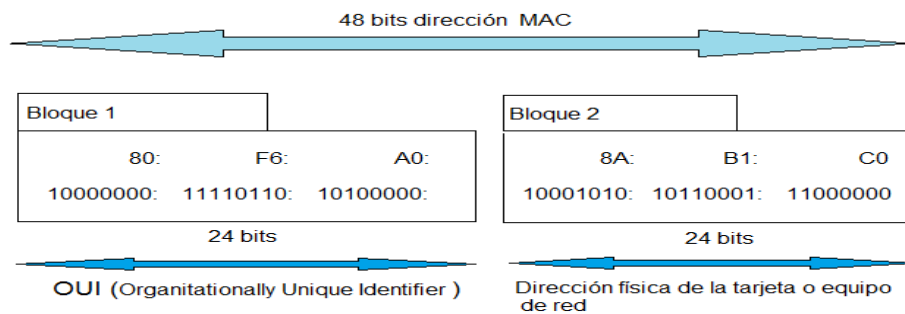 48 bits dirección MAC
Bloque 1
80: F6: A0:
10000000: 11110110: 10100000:
24 bits
OUI (Organitationally Unique Identifier )
Bloque 2
8A: B1: C0
10001010: 10110001: 11000000
24 bits
Dirección física de la tarjeta o equipo
de red